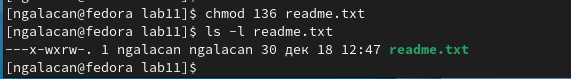 [ngalacan@fedora lab11]$ chmod 136 readme.txt
[ngalacan@fedora lab11]$ ls -l readme.txt
---x-wxrw-. 1 ngalacan ngalacan 30 дек 18 12:47 readme.txt
[ngalacan@fedora lab11]$